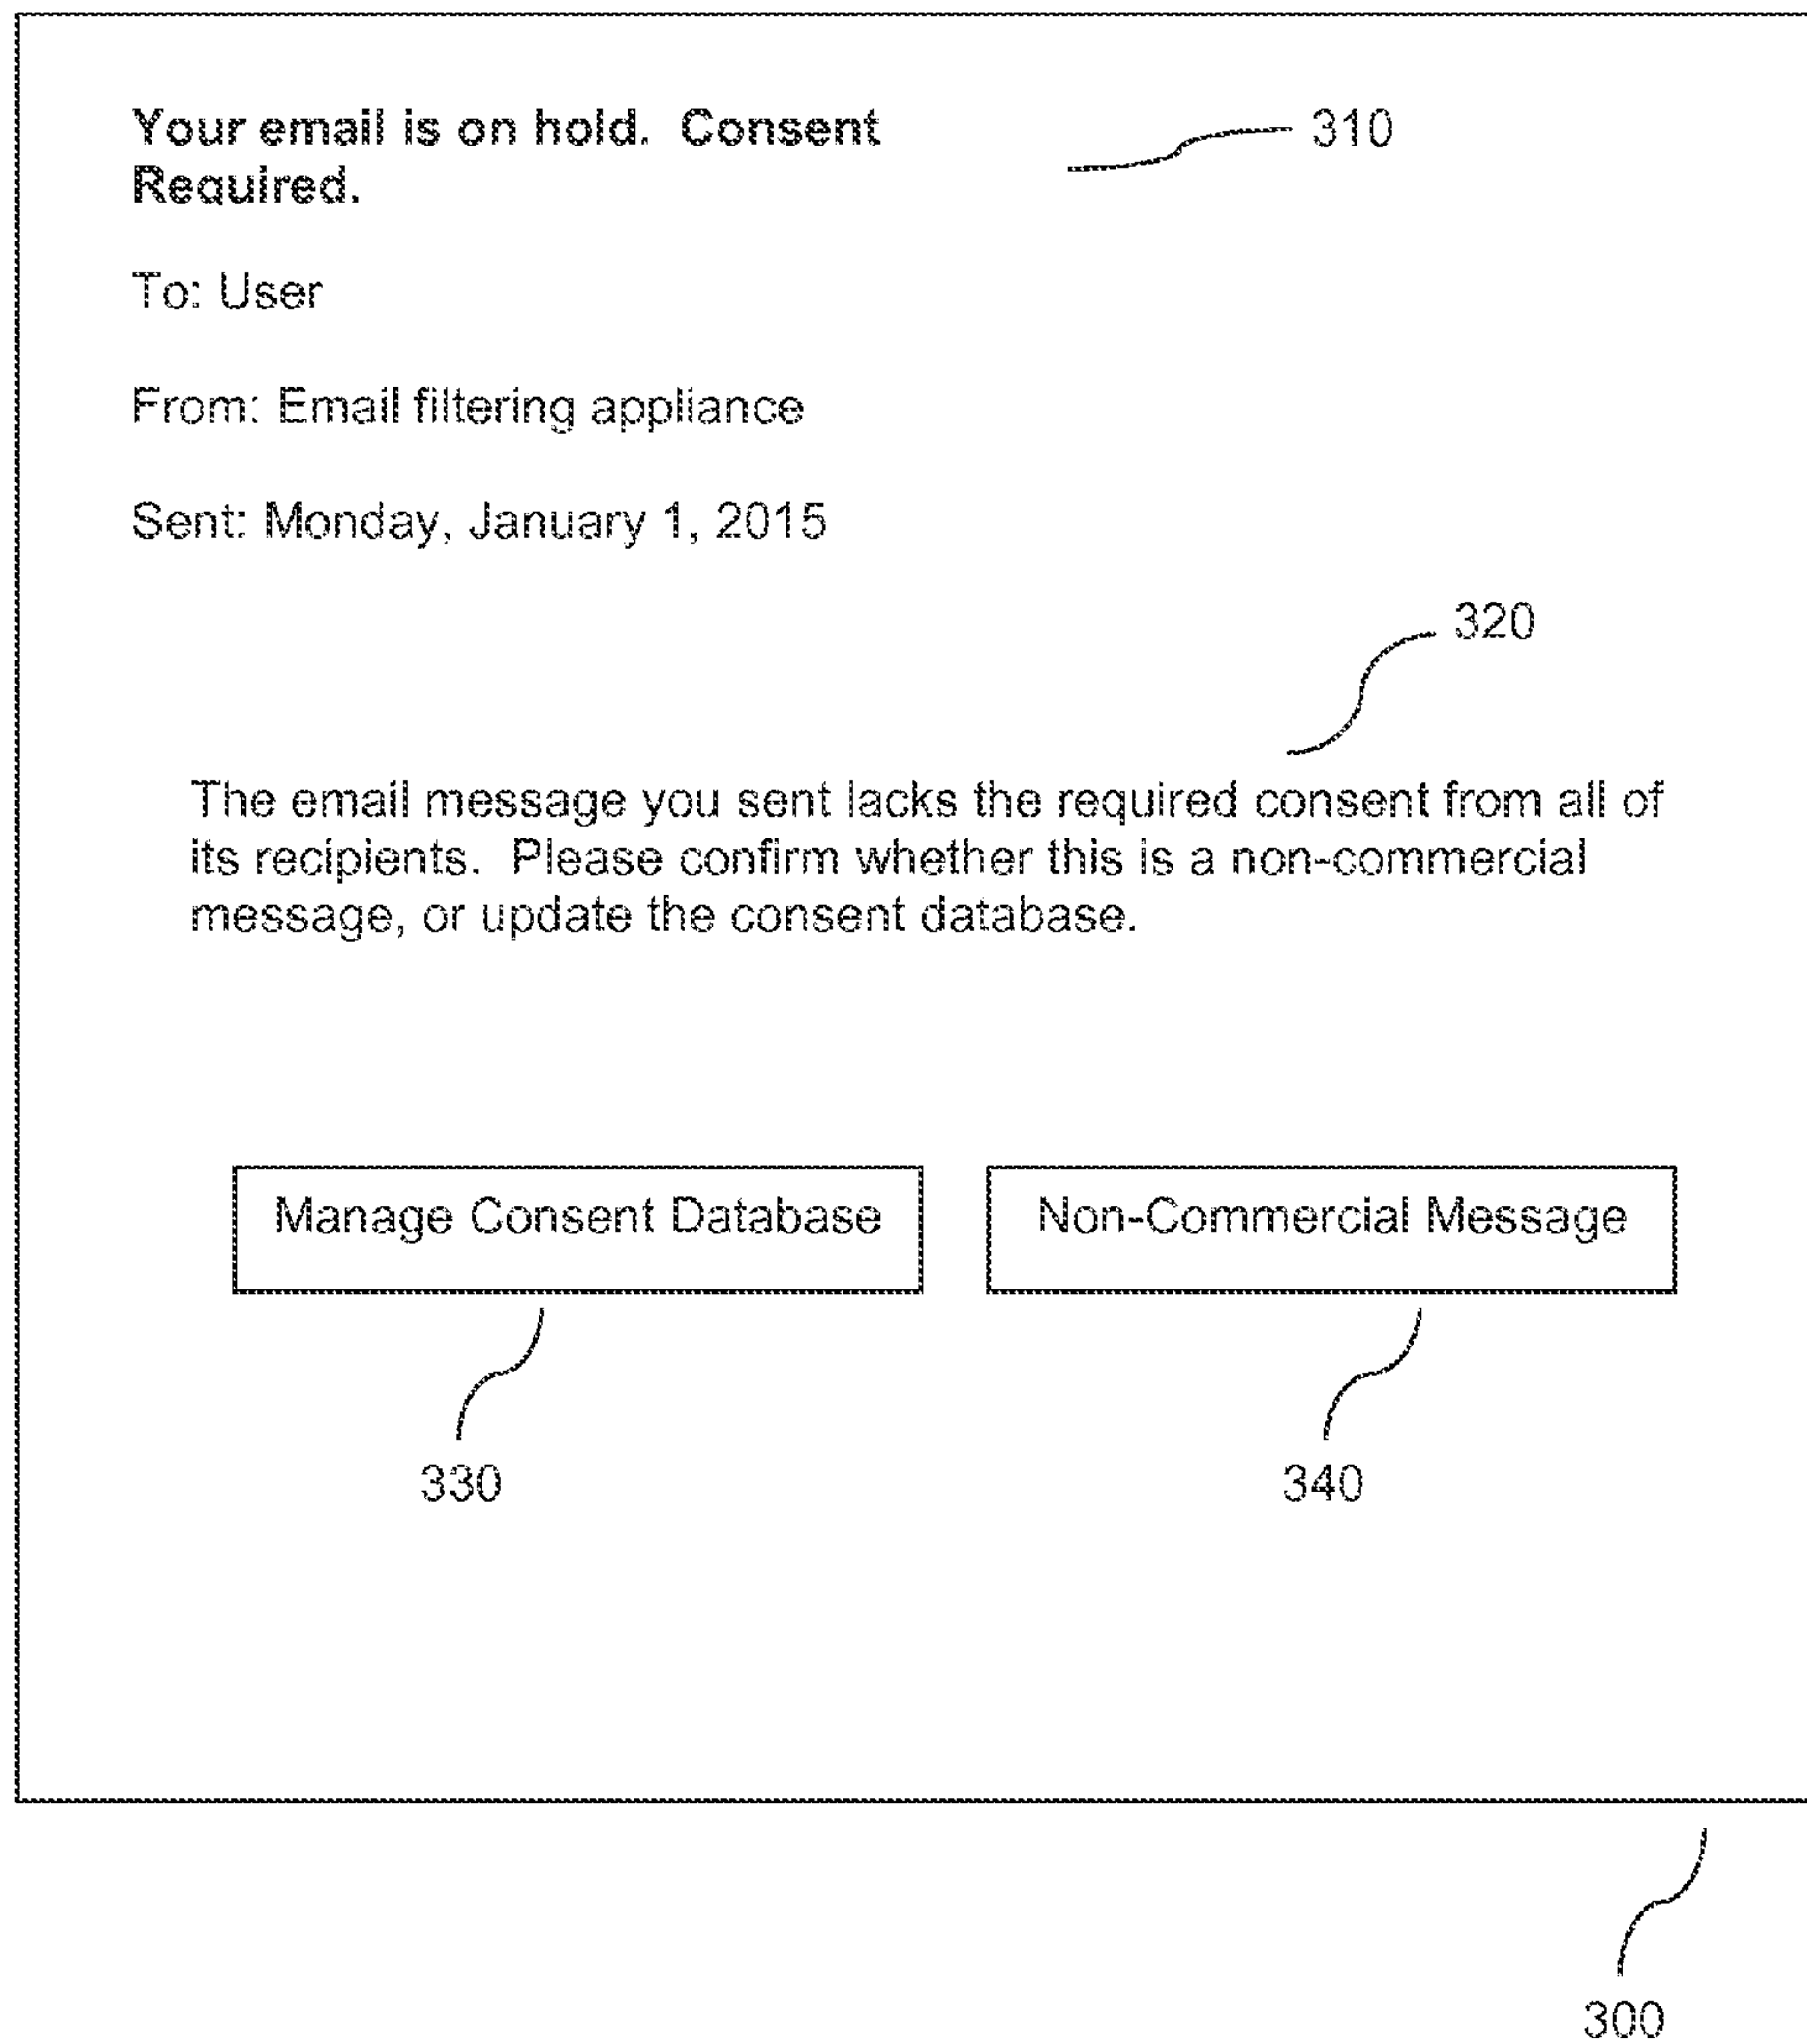 Your email is on hold.  Consent
Required.
310
To: User
From: Email filtering appliance
Sent: Monday, January 1, 2015
320
The email message you sent lacks the required consent from all of
its recipients.  Please confirm whether this is a non-commercial
message, or update the consent database.
Manage Consent Database
Non-Commercial Message
330
340
300